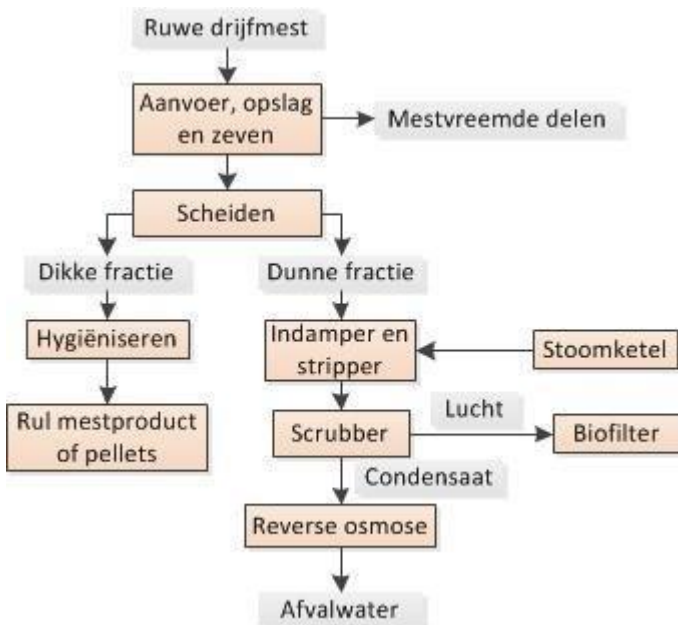 Ruwe drijfmest
Aanvoer, opslag
en zeven
Mestvreemde delen
Scheiden
Dikke fractie
Dunne fractie
Hygiëniseren
Indamper en
stripper
Stoomketel
Rul mestproduct
of pellets
Scrubber
Lucht
Biofilter
Condensaat
Reverse osmose
Afvalwater